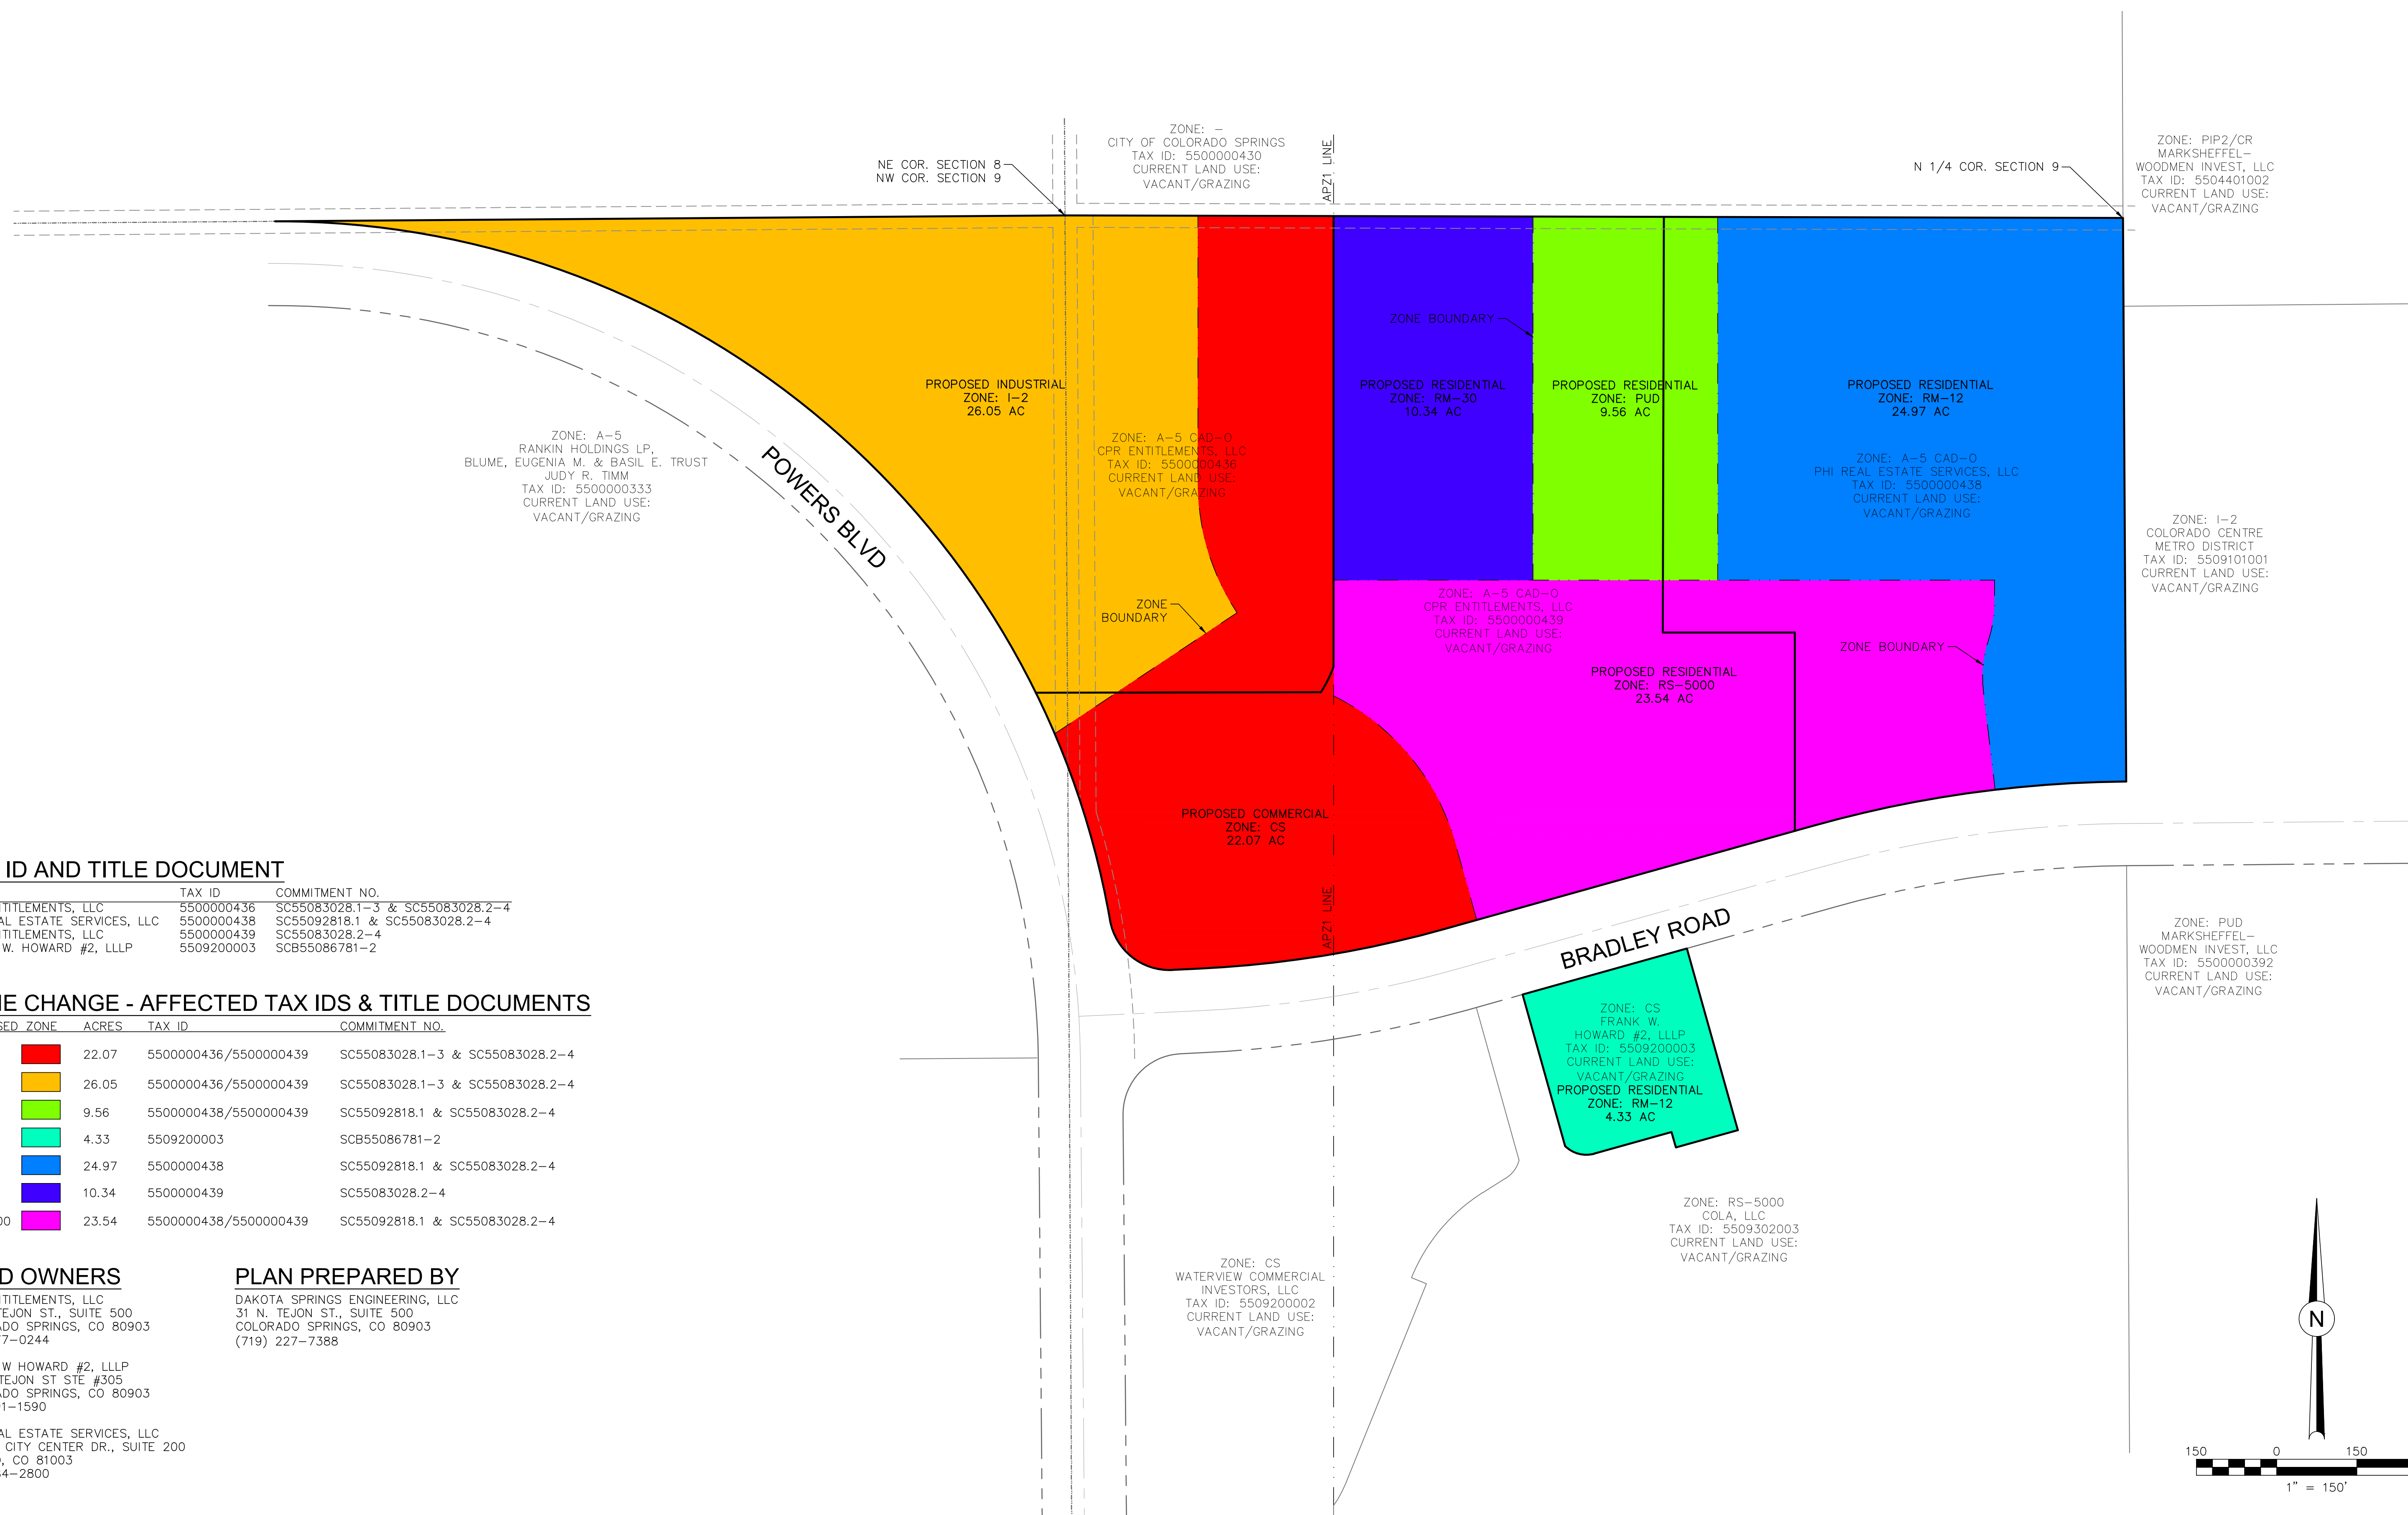 ZONE: -
CITY OF COLORADO SPRINGS
TAX ID: 5500000430
CURRENT LAND USE:
VACANT/GRAZING
APZ1 LINE
NE COR. SECTION 8
NW COR. SECTION 9
N 1/4 COR. SECTION 9
ZONE: PIP2/CR
MARKSHEFFEL-
WOODMEN INVEST, LLC
TAX ID: 5504401002
CURRENT LAND USE:
VACANT/GRAZING
ZONE BOUNDARY
PROPOSED INDUSTRIAL
ZONE: I-2
26.05 AC
PROPOSED RESIDENTIAL
ZONE: RM-30
10.34 AC
PROPOSED RESIDENTIAL
ZONE: PUD
9.56 AC
PROPOSED RESIDENTIAL
ZONE: RM-12
24.97 AC
ZONE: A-5
RANKIN HOLDINGS LP,
BLUME, EUGENIA M. & BASIL E. TRUST
JUDY R. TIMM
TAX ID: 5500000333
CURRENT LAND USE:
VACANT/GRAZING
POWERS BLVD
ZONE: A-5 CAD-O
CPR ENTITLEMENTS, LLC
TAX ID: 5500000436
CURRENT LAND USE:
VACANT/GRAZING
ZONE: A-5 CAD-O
PHI REAL ESTATE SERVICES, LLC
TAX ID: 5500000438
CURRENT LAND USE:
VACANT/GRAZING
ZONE: I-2
COLORADO CENTRE
METRO DISTRICT
TAX ID: 5509101001
CURRENT LAND USE:
VACANT/GRAZING
ZONE
BOUNDARY
ZONE: A-5 CAD-O
CPR ENTITLEMENTS, LLC
TAX ID: 5500000439
CURRENT LAND USE:
VACANT/GRAZING
ZONE BOUNDARY
PROPOSED RESIDENTIAL
ZONE: RS-5000
23.54 AC
PROPOSED COMMERCIAL
ZONE: CS
22.07 AC
APZ1 LINE
BRADLEY ROAD
ZONE: PUD
MARKSHEFFEL-
WOODMEN INVEST, LLC
TAX ID: 5500000392
CURRENT LAND USE:
VACANT/GRAZING
ZONE: CS
FRANK W.
HOWARD #2, LLLP
TAX ID: 5509200003
CURRENT LAND USE:
VACANT/GRAZING
PROPOSED RESIDENTIAL
ZONE: RM-12
4.33 AC
ZONE: RS-5000
COLA, LLC
TAX ID: 5509302003
CURRENT LAND USE:
VACANT/GRAZING
ZONE: CS
WATERVIEW COMMERCIAL
INVESTORS, LLC
TAX ID: 5509200002
CURRENT LAND USE:
VACANT/GRAZING
ID AND TITLE DOCUMENT
TAX ID COMMITMENT NO.
TITLEMENTS, LLC 5500000436 SC55083028.1-3 & SC55083028.2-4
AL ESTATE SERVICES, LLC 5500000438 SC55092818.1 & SC55083028.2-4
TITLEMENTS, LLC 5500000439 SC55083028.2-4
W. HOWARD #2, LLLP 5509200003 SCB55086781-2
NE CHANGE - AFFECTED TAX IDS & TITLE DOCUMENTS
SED ZONE ACRES TAX ID COMMITMENT NO.
22.07 5500000436/5500000439 SC55083028.1-3 & SC55083028.2-4
26.05 5500000436/5500000439 SC55083028.1-3 & SC55083028.2-4
9.56 5500000438/5500000439 SC55092818.1 & SC55083028.2-4
4.33 5509200003 SCB55086781-2
24.97 5500000438 SC55092818.1 & SC55083028.2-4
10.34 5500000439 SC55083028.2-4
00 23.54 5500000438/5500000439 SC55092818.1 & SC55083028.2-4
D OWNERS
TITLEMENTS, LLC
TEJON ST., SUITE 500
ADO SPRINGS, CO 80903
7-0244
W HOWARD #2, LLLP
TEJON ST STE #305
ADO SPRINGS, CO 80903
1-1590
AL ESTATE SERVICES, LLC
CITY CENTER DR., SUITE 200
, CO 81003
4-2800
PLAN PREPARED BY
DAKOTA SPRINGS ENGINEERING, LLC
31 N. TEJON ST., SUITE 500
COLORADO SPRINGS, CO 80903
(719) 227-7388
N
150 0 150
1" = 150'